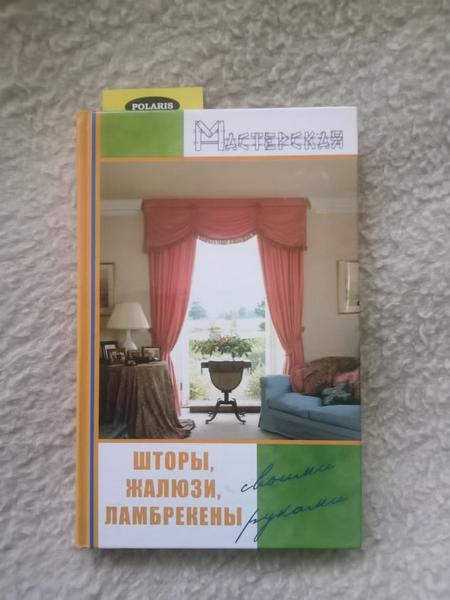 POLARIS
МАСТЕРСКАЯ
ШТОРЫ,
ЖАЛЮЗИ,
ЛАМБРЕКЕНЫ
своими
руками